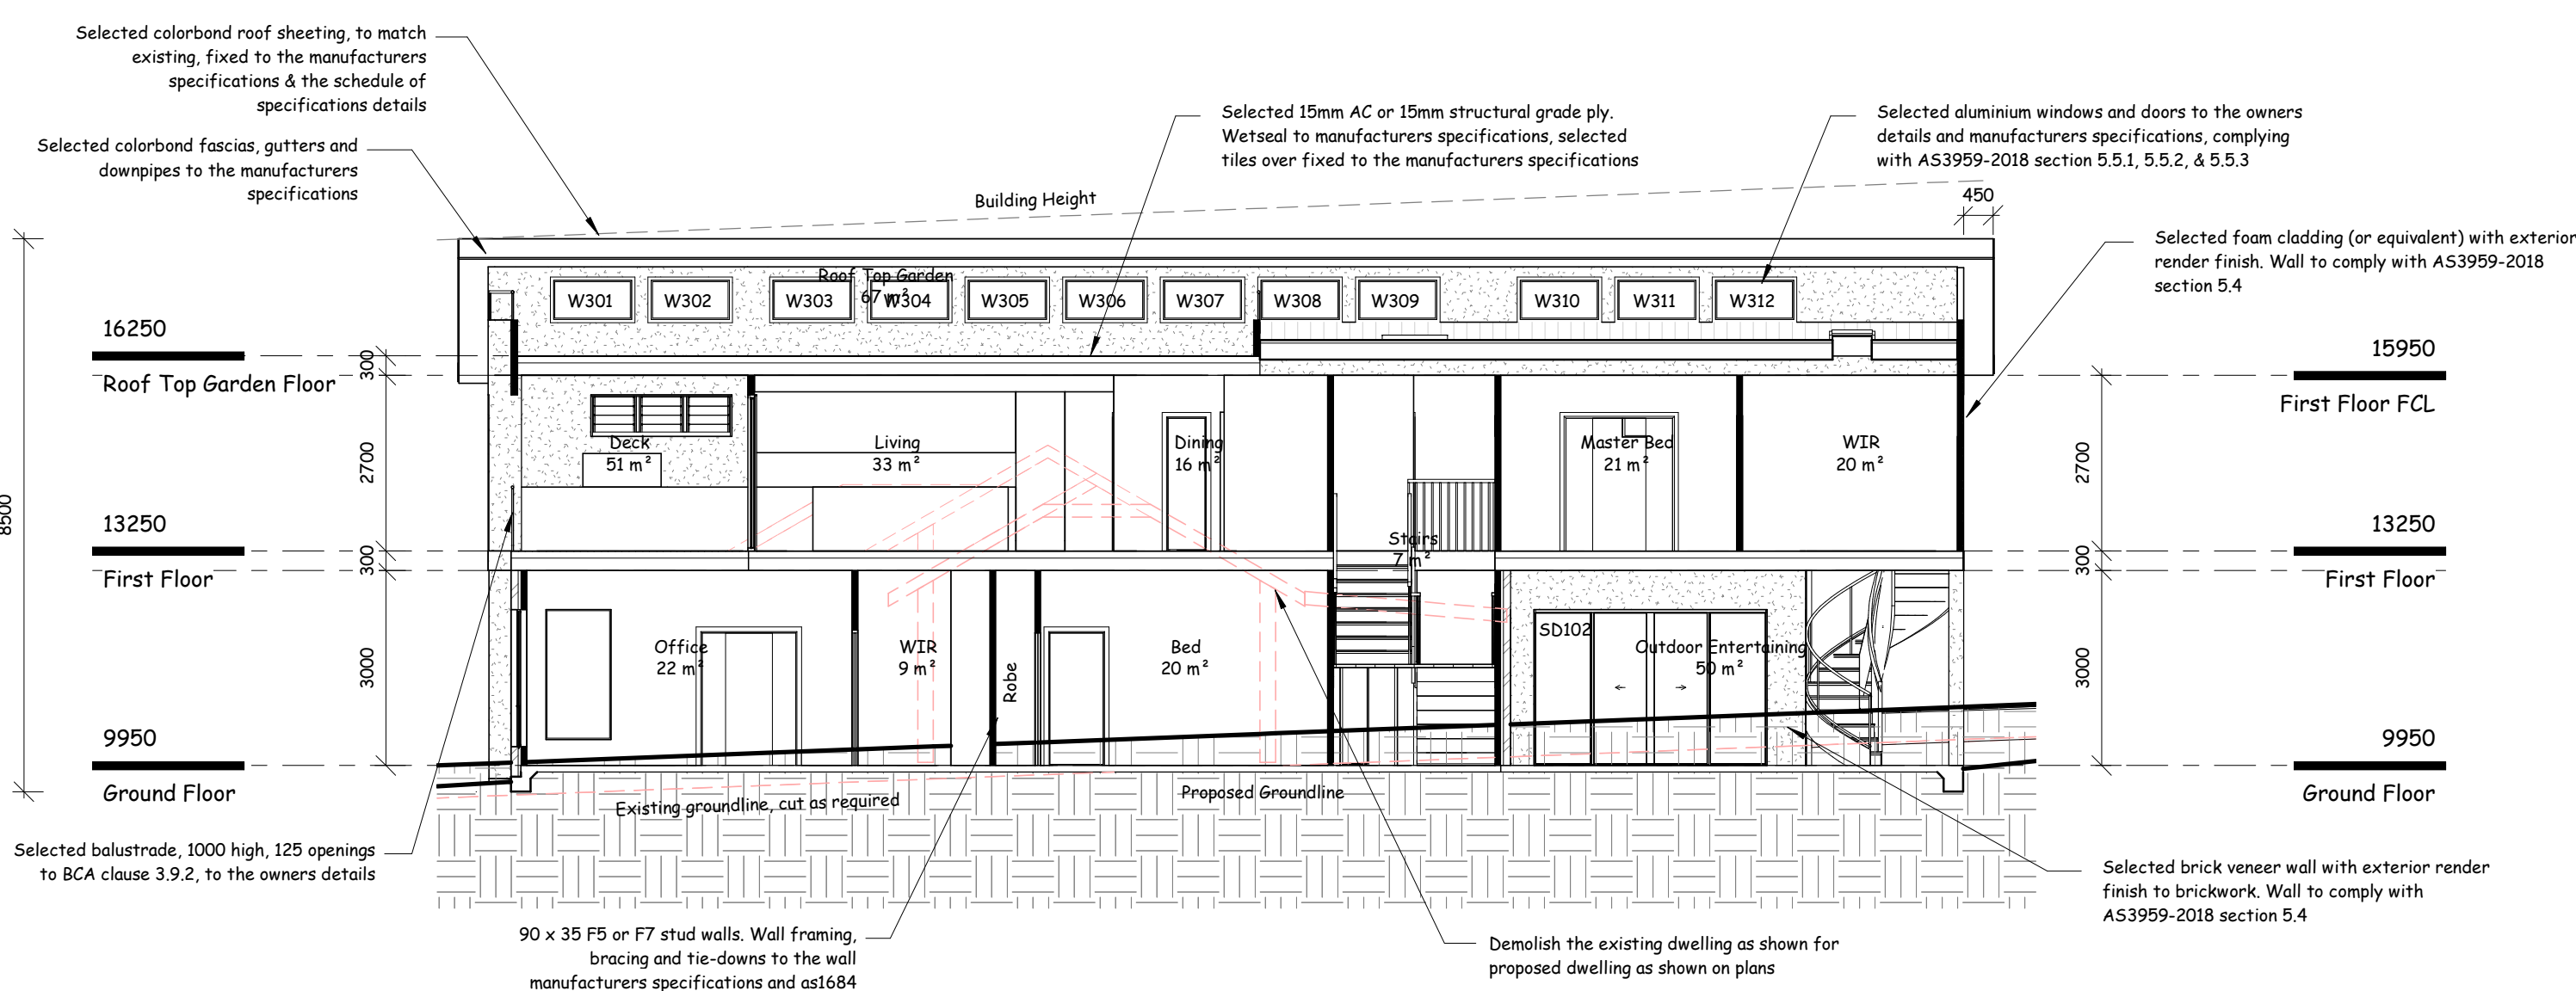 Selected colorbond roof sheeting, to match
existing, fixed to the manufacturers
specifications & the schedule of
specifications details
Selected colorbond fascias, gutters and
downpipes to the manufacturers
specifications
Selected 15mm AC or 15mm structural grade ply.
Wetseal to manufacturers specifications, selected
tiles over fixed to the manufacturers specifications
Selected aluminium windows and doors to the owners
details and manufacturers specifications, complying
with AS3959-2018 section 5.5.1, 5.5.2, & 5.5.3
Building Height
450
Selected foam cladding (or equivalent) with exterior
render finish. Wall to comply with AS3959-2018
section 5.4
Roof Top Garden
67 m²
W301
W302
W303
W304
W305
W306
W307
W308
W309
W310
W311
W312
16250
Roof Top Garden Floor
300
15950
First Floor FCL
8500
2700
Deck
51 m²
Living
33 m²
Dining
16 m²
Master Bed
21 m²
WIR
20 m²
2700
13250
First Floor
300
Stairs
7 m²
300
13250
First Floor
3000
Office
22 m²
WIR
9 m²
Robe
Bed
20 m²
SD102
Outdoor Entertaining
50 m²
3000
9950
Ground Floor
9950
Ground Floor
Existing groundline, cut as required
Proposed Groundline
Selected balustrade, 1000 high, 125 openings
to BCA clause 3.9.2, to the owners details
90 x 35 F5 or F7 stud walls. Wall framing,
bracing and tie-downs to the wall
manufacturers specifications and as1684
Demolish the existing dwelling as shown for
proposed dwelling as shown on plans
Selected brick veneer wall with exterior render
finish to brickwork. Wall to comply with
AS3959-2018 section 5.4